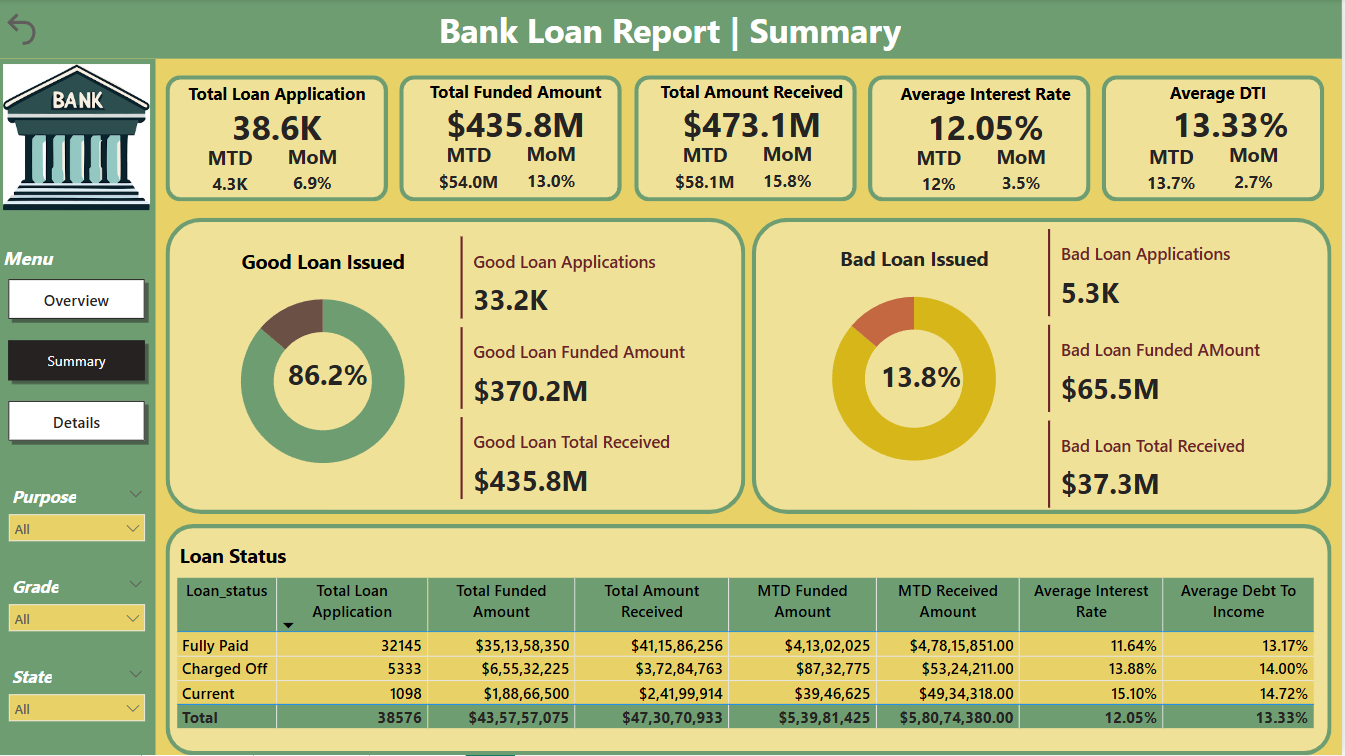 Bank Loan Report | Summary
BANK
Menu
Overview
Summary
Details
Purpose
All
Grade
All
State
All
Total Loan Application
38.6K
MTD MoM
4.3K 6.9%
Total Funded Amount
$435.8M
MTD MoM
$54.0M 13.0%
Total Amount Received
$473.1M
MTD MoM
$58.1M 15.8%
Average Interest Rate
12.05%
MTD MoM
12% 3.5%
Average DTI
13.33%
MTD MoM
13.7% 2.7%
Good Loan Issued
86.2%
Good Loan Applications
33.2K
Good Loan Funded Amount
$370.2M
Good Loan Total Received
$435.8M
Bad Loan Issued
13.8%
Bad Loan Applications
5.3K
Bad Loan Funded AMount
$65.5M
Bad Loan Total Received
$37.3M
Loan Status
Loan_status Total Loan Application Total Funded Amount Total Amount Received MTD Funded Amount MTD Received Amount Average Interest Rate Average Debt To Income
Fully Paid 32145 $35,13,58,350 $41,15,86,256 $4,13,02,025 $4,78,15,851.00 11.64% 13.17%
Charged Off 5333 $6,55,32,225 $3,72,84,763 $87,32,775 $53,24,211.00 13.88% 14.00%
Current 1098 $1,88,66,500 $2,41,99,914 $39,46,625 $49,34,318.00 15.10% 14.72%
Total 38576 $43,57,57,075 $47,30,70,933 $5,39,81,425 $5,80,74,380.00 12.05% 13.33%